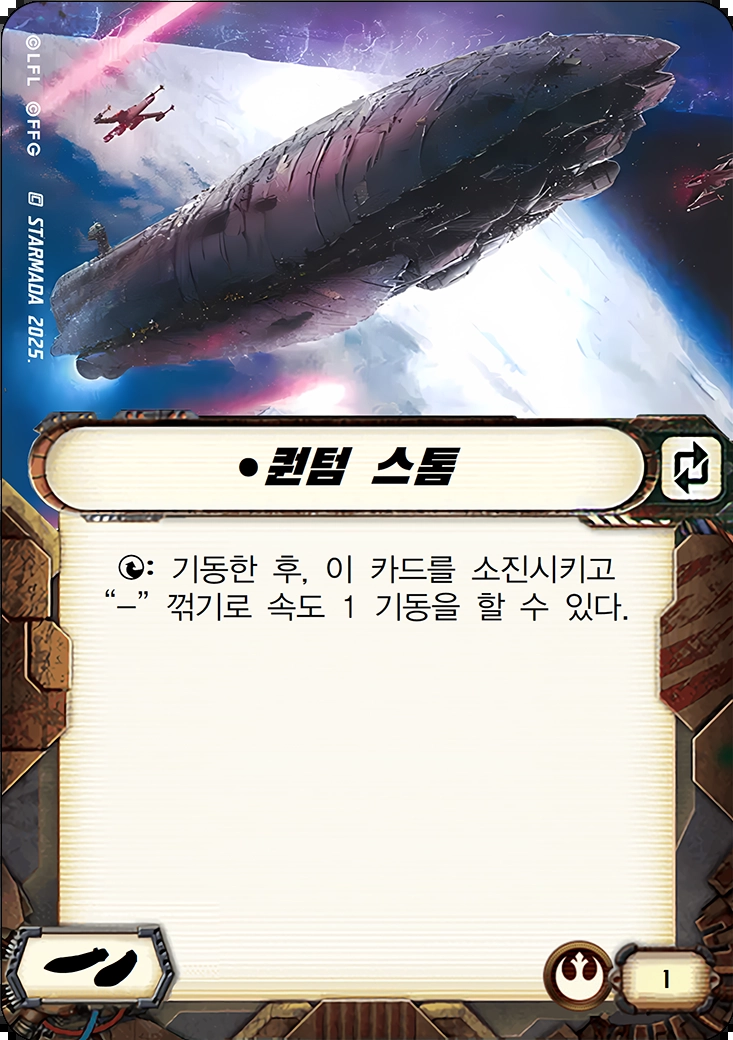 ©LFL ©FFG STARMADA 2025.
•퀀텀 스톰
: 기동한 후, 이 카드를 소진시키고
“–” 꺾기로 속도 1 기동을 할 수 있다.
1